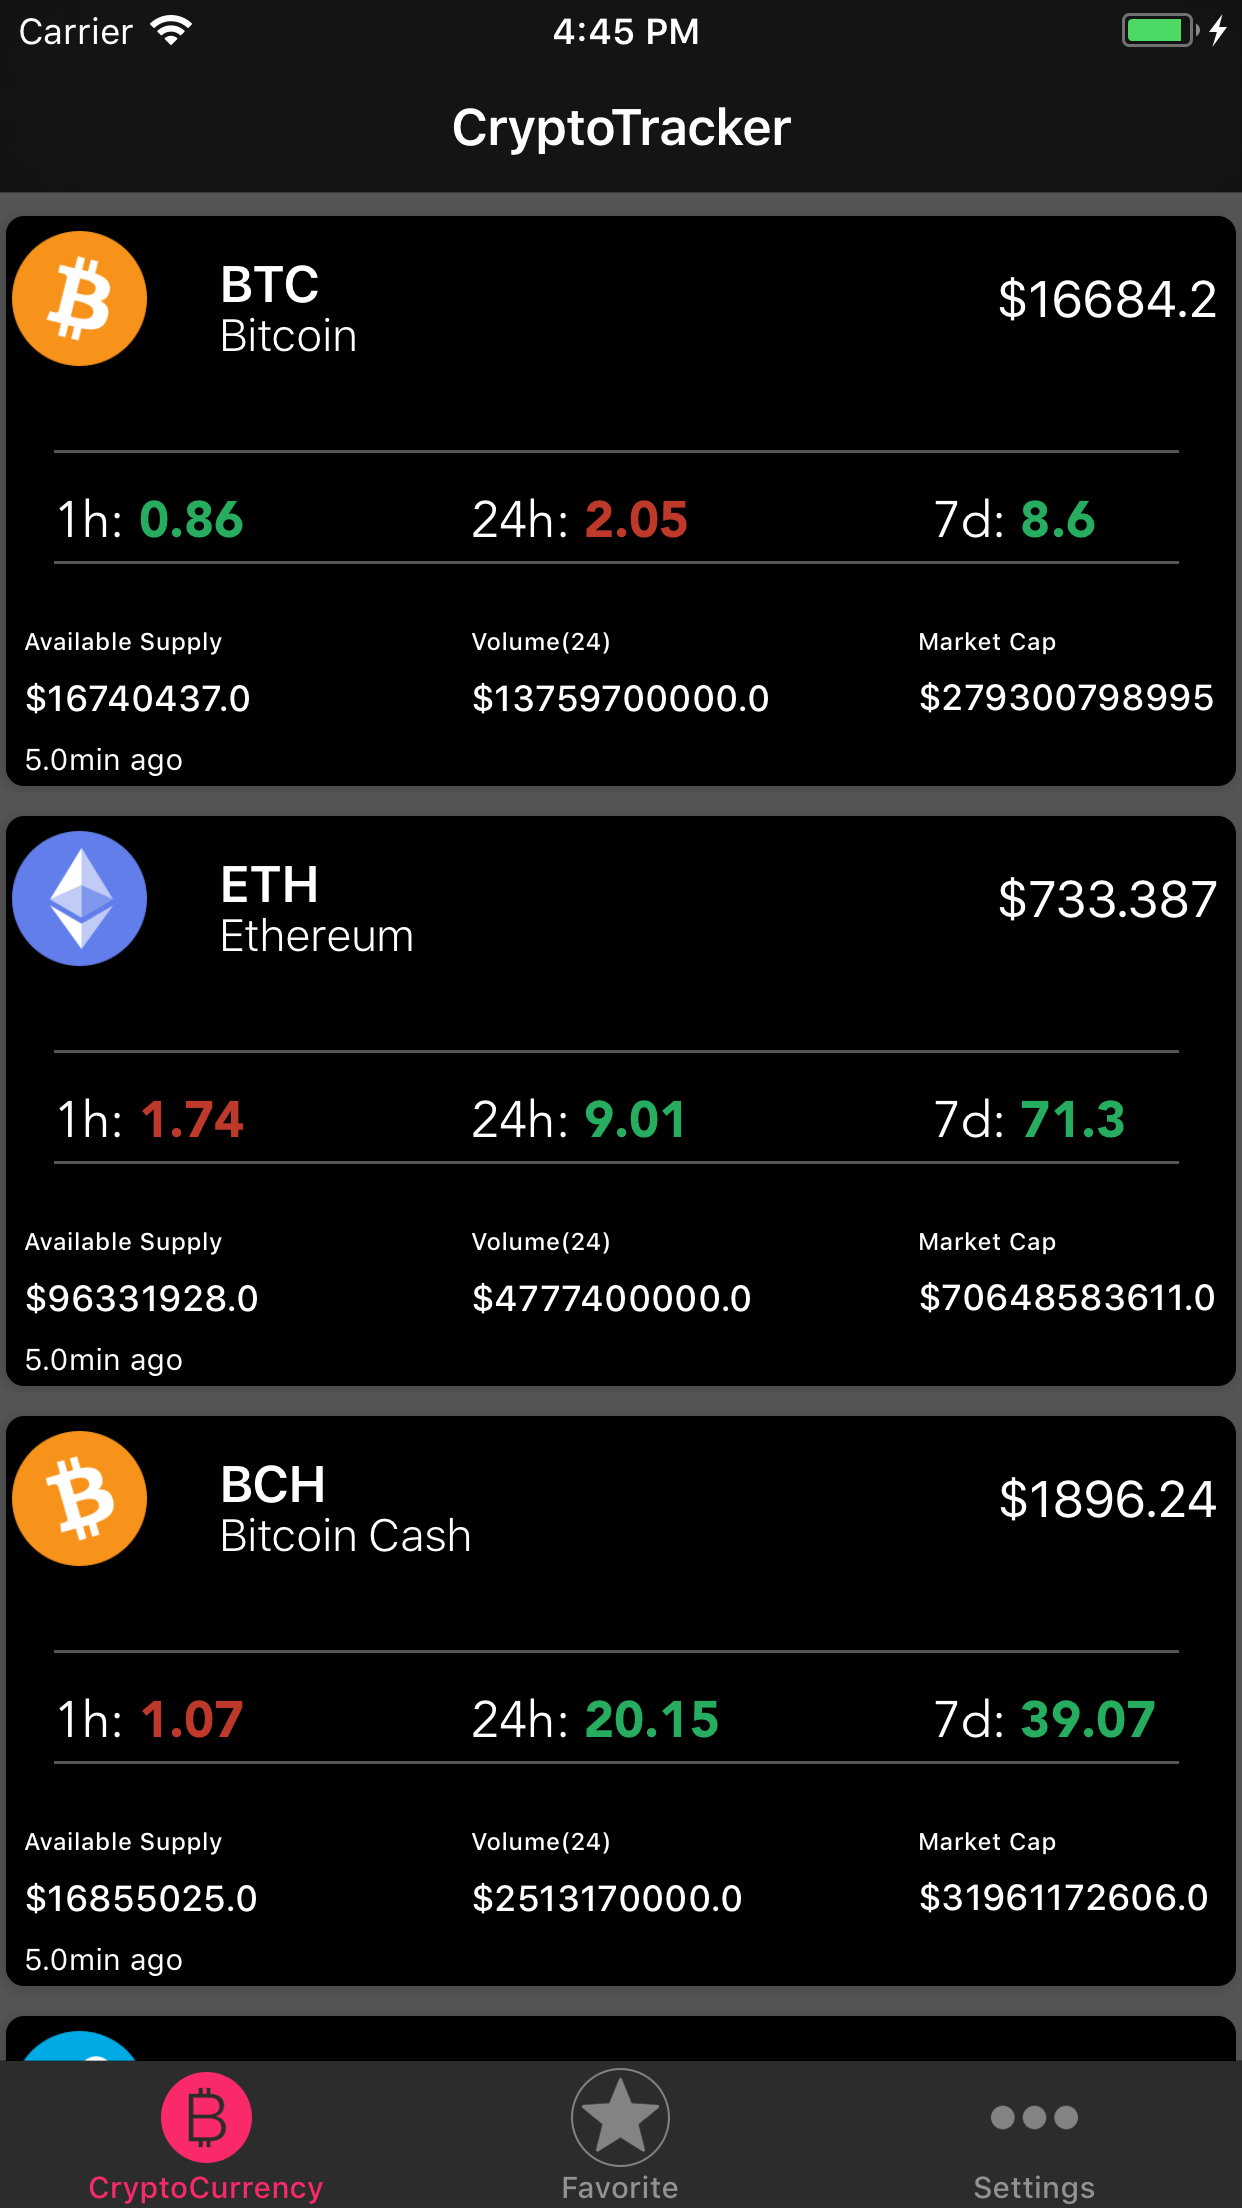 Carrier 4:45 PM
CryptoTracker
BTC
Bitcoin
$16684.2
1h: 0.86 24h: 2.05 7d: 8.6
Available Supply Volume(24) Market Cap
$16740437.0 $13759700000.0 $279300798995
5.0min ago
ETH
Ethereum
$733.387
1h: 1.74 24h: 9.01 7d: 71.3
Available Supply Volume(24) Market Cap
$96331928.0 $4777400000.0 $70648583611.0
5.0min ago
BCH
Bitcoin Cash
$1896.24
1h: 1.07 24h: 20.15 7d: 39.07
Available Supply Volume(24) Market Cap
$16855025.0 $2513170000.0 $31961172606.0
5.0min ago
CryptoCurrency Favorite Settings